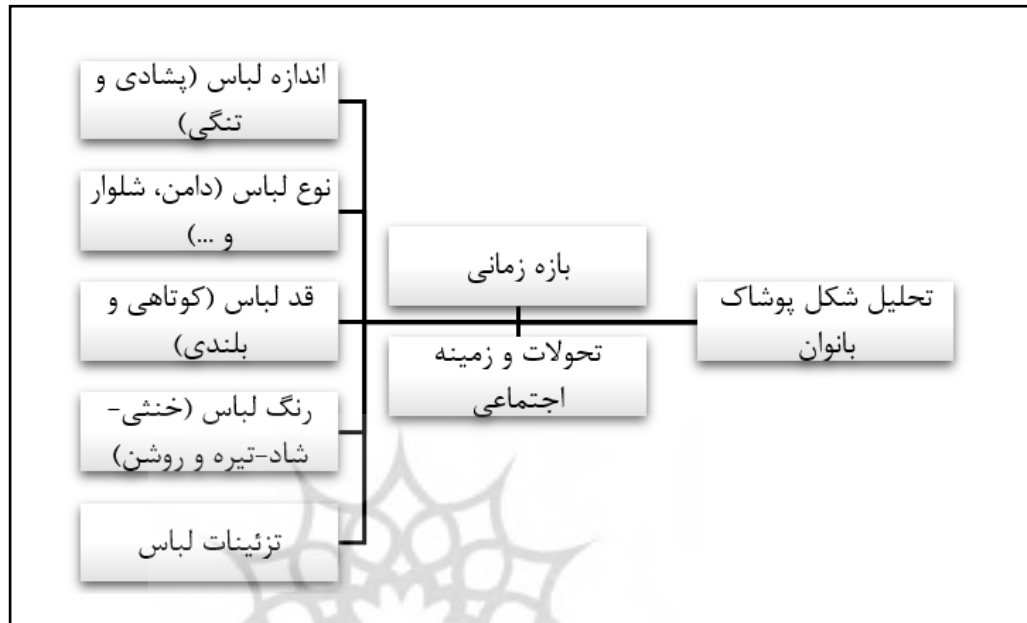 تحلیل شکل پوشاک
بانوان
بازه زمانی
تحولات و زمینه
اجتماعی
اندازه لباس (پشادی و
تنگی)
نوع لباس (دامن، شلوار
و ...)
قد لباس (کوتاهی و
بلندی)
رنگ لباس (خنثی-
شاد-تیره و روشن)
تزئینات لباس